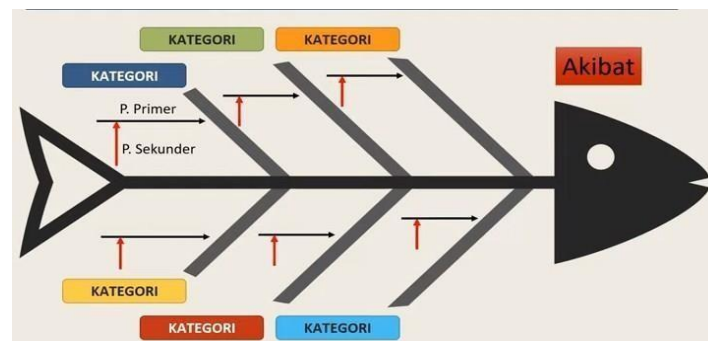 KATEGORI
KATEGORI
Akibat
KATEGORI
P. Primer
P. Sekunder
KATEGORI
KATEGORI
KATEGORI